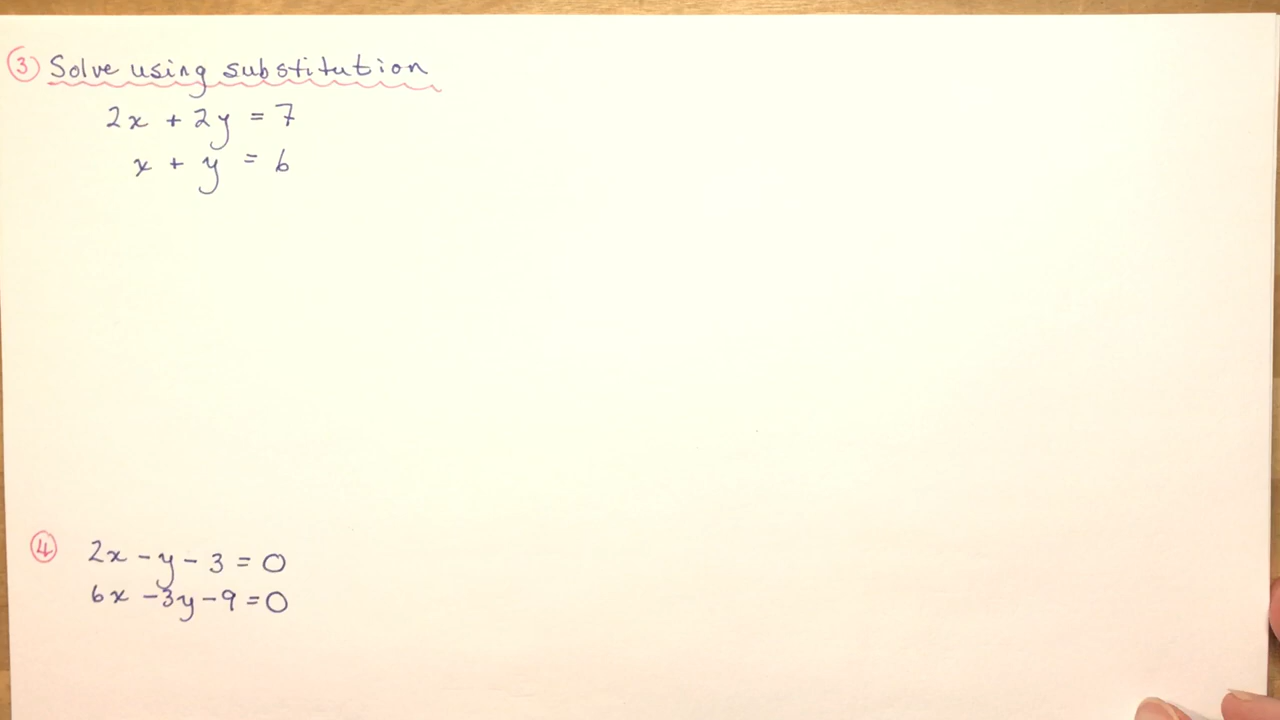 ③ Solve using substitution
2x + 2y = 7
x + y = 6
④ 2x - y - 3 = 0
6x - 3y - 9 = 0